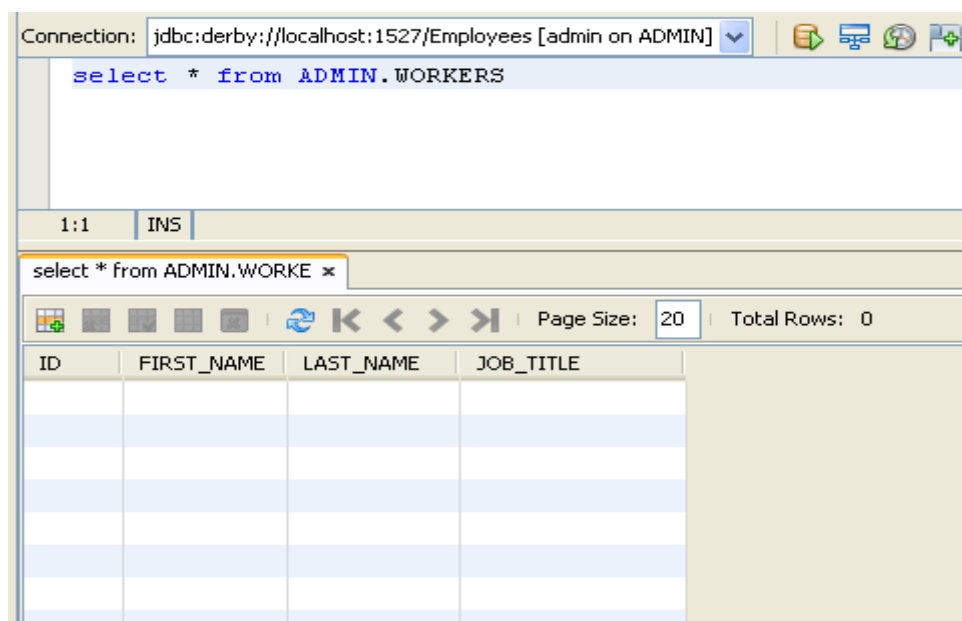 Connection: jdbc:derby://localhost:1527/Employees [admin on ADMIN]
select * from ADMIN.WORKERS
1:1 INS
select * from ADMIN.WORKE
Page Size: 20 Total Rows: 0
ID FIRST_NAME LAST_NAME JOB_TITLE